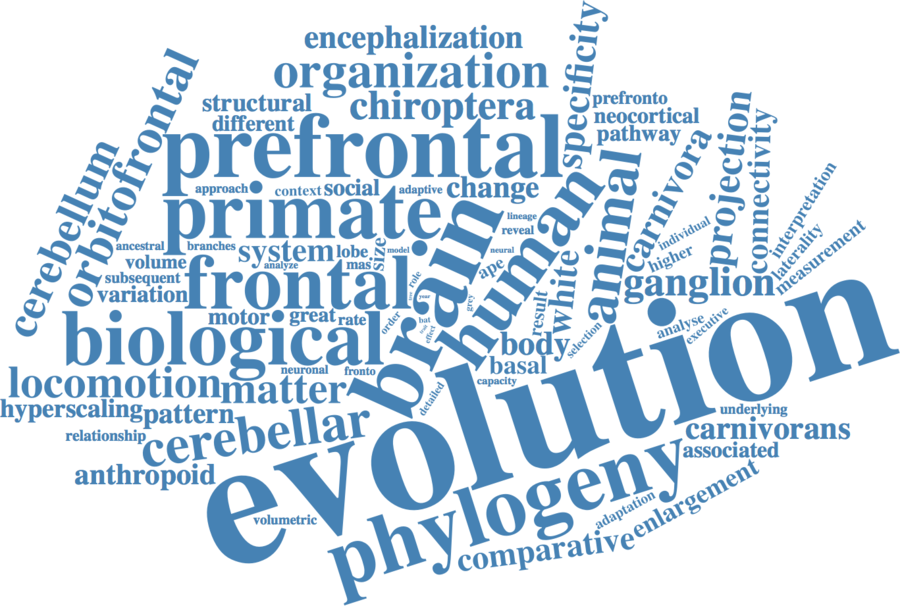 encephalization
organization
specificity
structural
chiroptera
different
prefronto
neocortical
pathway
orbitofrontal
cerebellum
prefrontal
approach
context
social
adaptive
change
primate
human
animal
carnivora
projection
connectivity
interpretation
laterality
measurement
lineage
reveal
ancestral
branches
system
lobe
size
model
brain
neural
individual
higher
volume
analyze
mas
ape
white
subsequent
frontal
role
variation
year
grey
result
ganglion
motor
great
rate
order
bat
effect
selection
analyse
executive
biological
body
basal
neuronal
fronto
capacity
locomotion
matter
detailed
evolution
hyperscaling
pattern
underlying
relationship
cerebellar
carnivorans
associated
anthropoid
phylogeny
volumetric
adaptation
enlargement
comparative